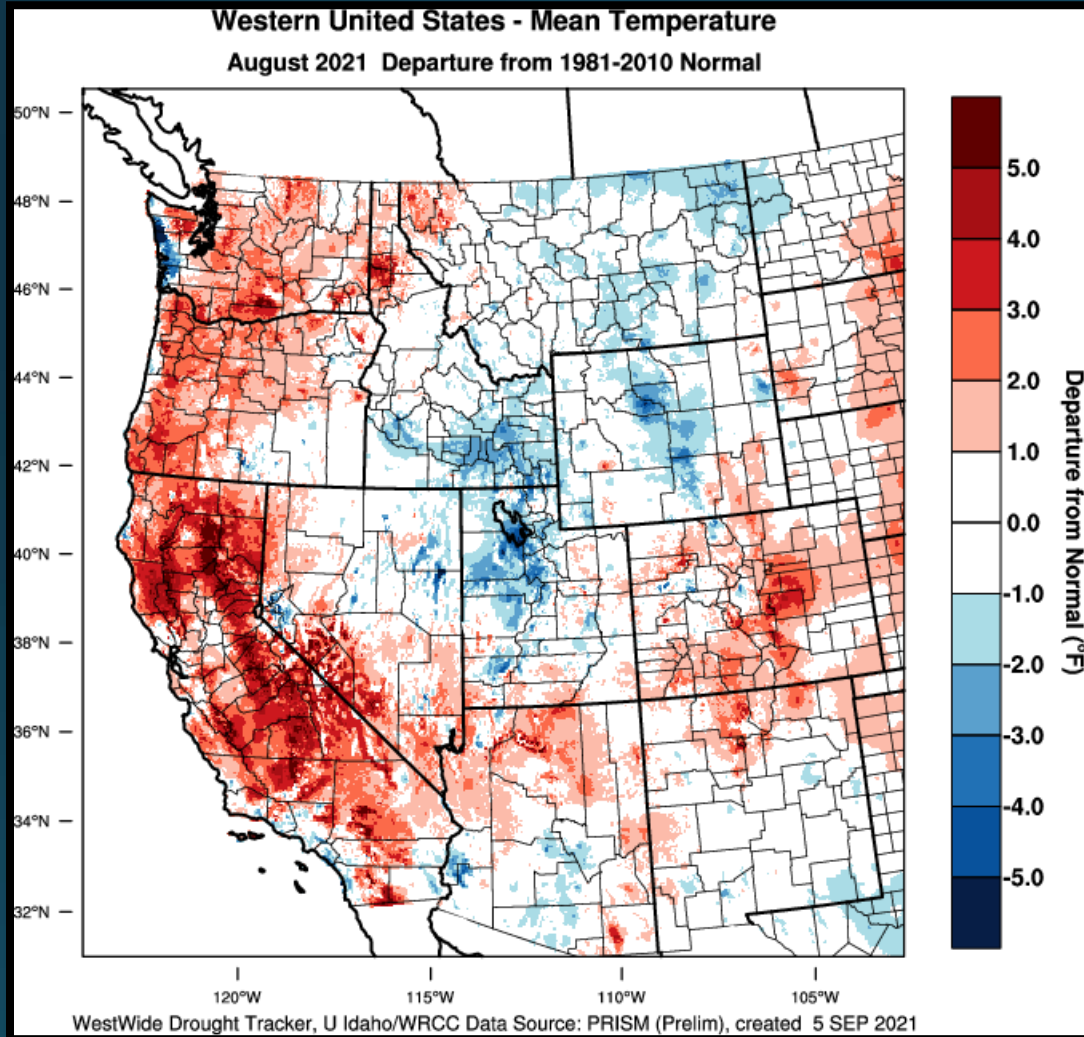 Western United States - Mean Temperature
August 2021 Departure from 1981-2010 Normal
50°N
48°N
46°N
44°N
42°N
40°N
38°N
36°N
34°N
32°N
120°W
115°W
110°W
105°W
5.0
4.0
3.0
2.0
1.0
0.0
-1.0
-2.0
-3.0
-4.0
-5.0
Departure from Normal (°F)
WestWide Drought Tracker, U Idaho/WRCC Data Source: PRISM (Prelim), created 5 SEP 2021